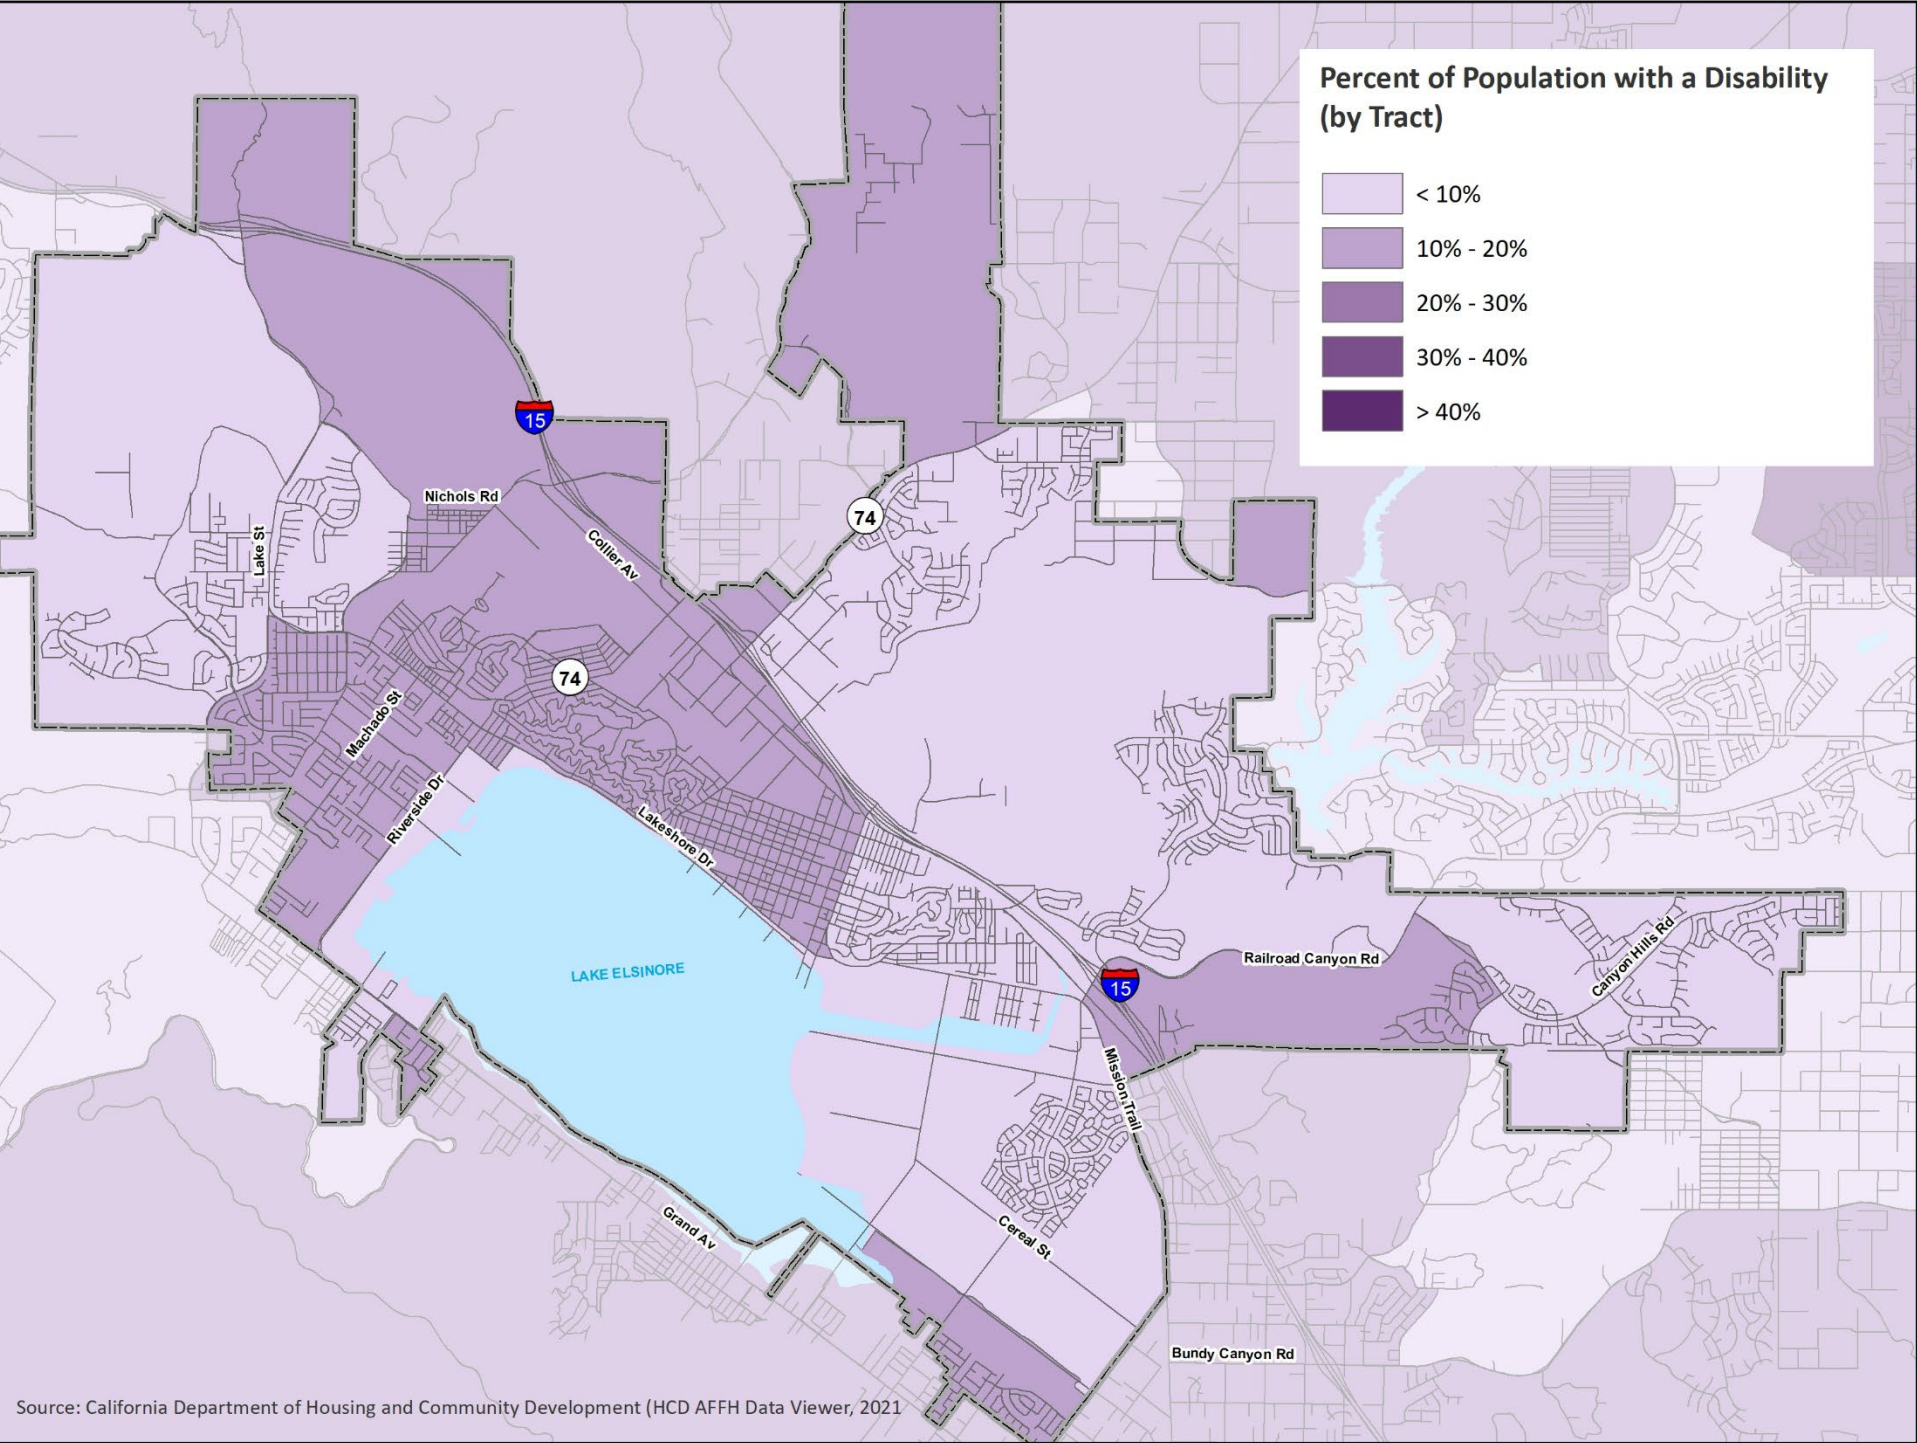 Percent of Population with a Disability
(by Tract)
< 10%
10% - 20%
20% - 30%
30% - 40%
> 40%
15
Nichols Rd
74
Lake St
Collier Av
74
Machado St
Riverside Dr
Lakeshore Dr
LAKE ELSINORE
Railroad Canyon Rd
Canyon Hills Rd
15
Mission Trail
Grand Av
Cereal St
Bundy Canyon Rd
Source: California Department of Housing and Community Development (HCD AFFH Data Viewer, 2021